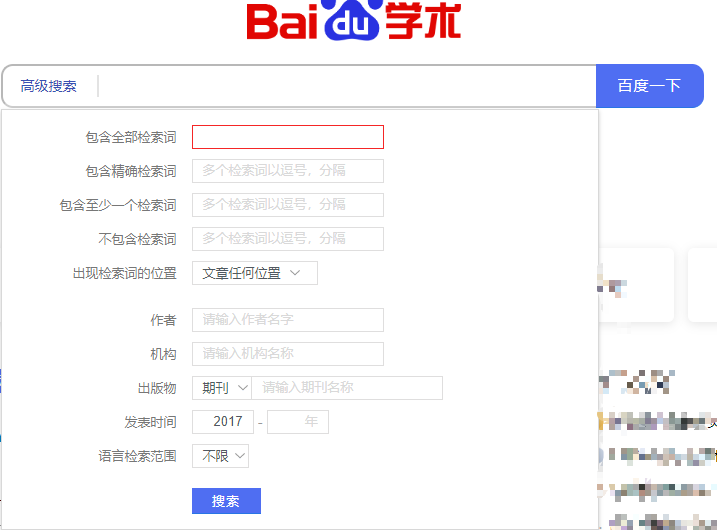 Bai du 学术
高级搜索 百度一下
包含全部检索词
包含精确检索词 多个检索词以逗号，分隔
包含至少一个检索词 多个检索词以逗号，分隔
不包含检索词 多个检索词以逗号，分隔
出现检索词的位置 文章任何位置
作者 请输入作者名字
机构 请输入机构名称
出版物 期刊 请输入期刊名称
发表时间 2017 - 年
语言检索范围 不限
搜索